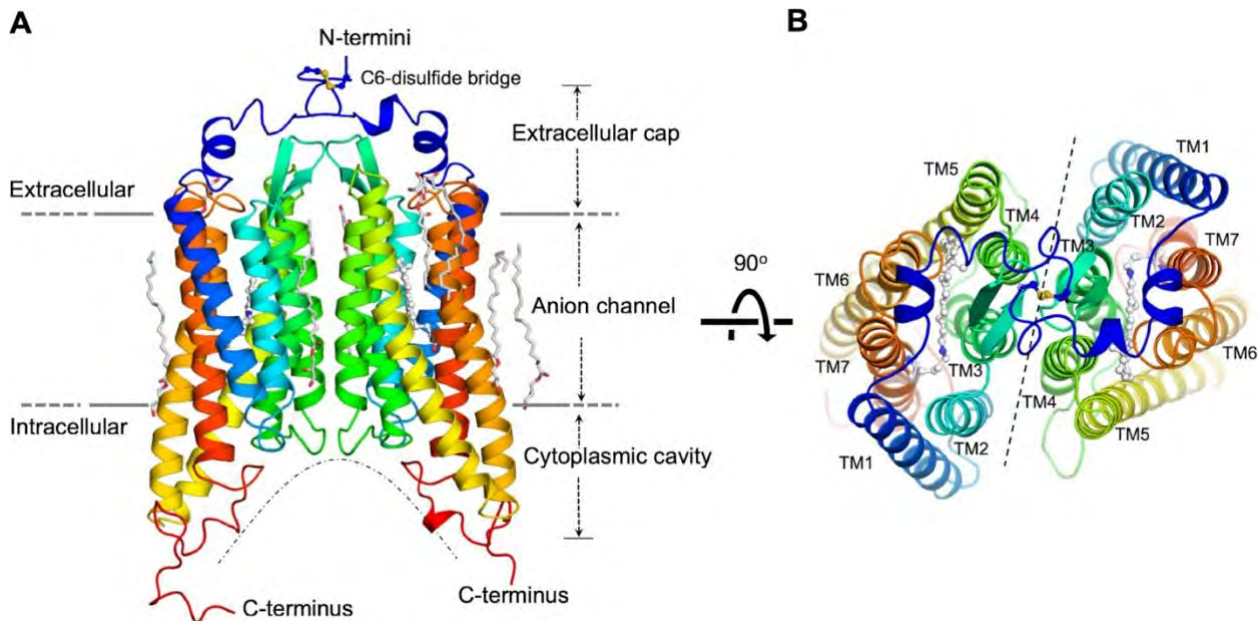 A
N-termini
C6-disulfide bridge
Extracellular cap
Extracellular
Anion channel
Intracellular
Cytoplasmic cavity
C-terminus
C-terminus
90º
B
TM1
TM5
TM2
TM4
TM3
TM7
TM6
TM7
TM3
TM6
TM4
TM2
TM5
TM1